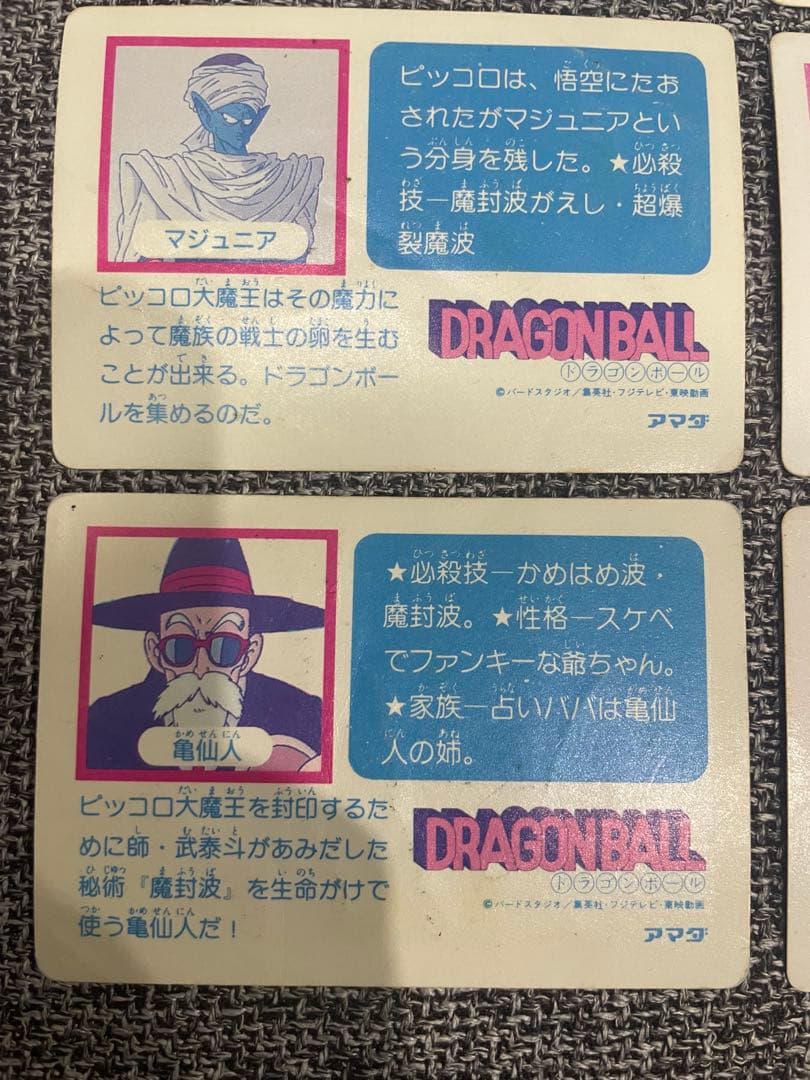 マジュニア
ピッコロは、悟空にたお
されたがマジュニアとい
う分身を残した。★必殺
技―魔封波がえし・超爆
裂魔波
ピッコロ大魔王はその魔力に
よって魔族の戦士の卵を生む
ことが出来る。ドラゴンボー
ルを集めるのだ。
DRAGONBALL
ドラゴンボール
©バードスタジオ／集英社・フジテレビ・東映動画
アマダ
亀仙人
★必殺技―かめはめ波・
魔封波。★性格―スケベ
でファンキーな爺ちゃん。
★家族―占いババは亀仙
人の姉。
ピッコロ大魔王を封印するた
めに師・武泰斗があみだした
秘術『魔封波』を生命がけで
使う亀仙人だ！
DRAGONBALL
ドラゴンボール
©バードスタジオ／集英社・フジテレビ・東映動画
アマダ